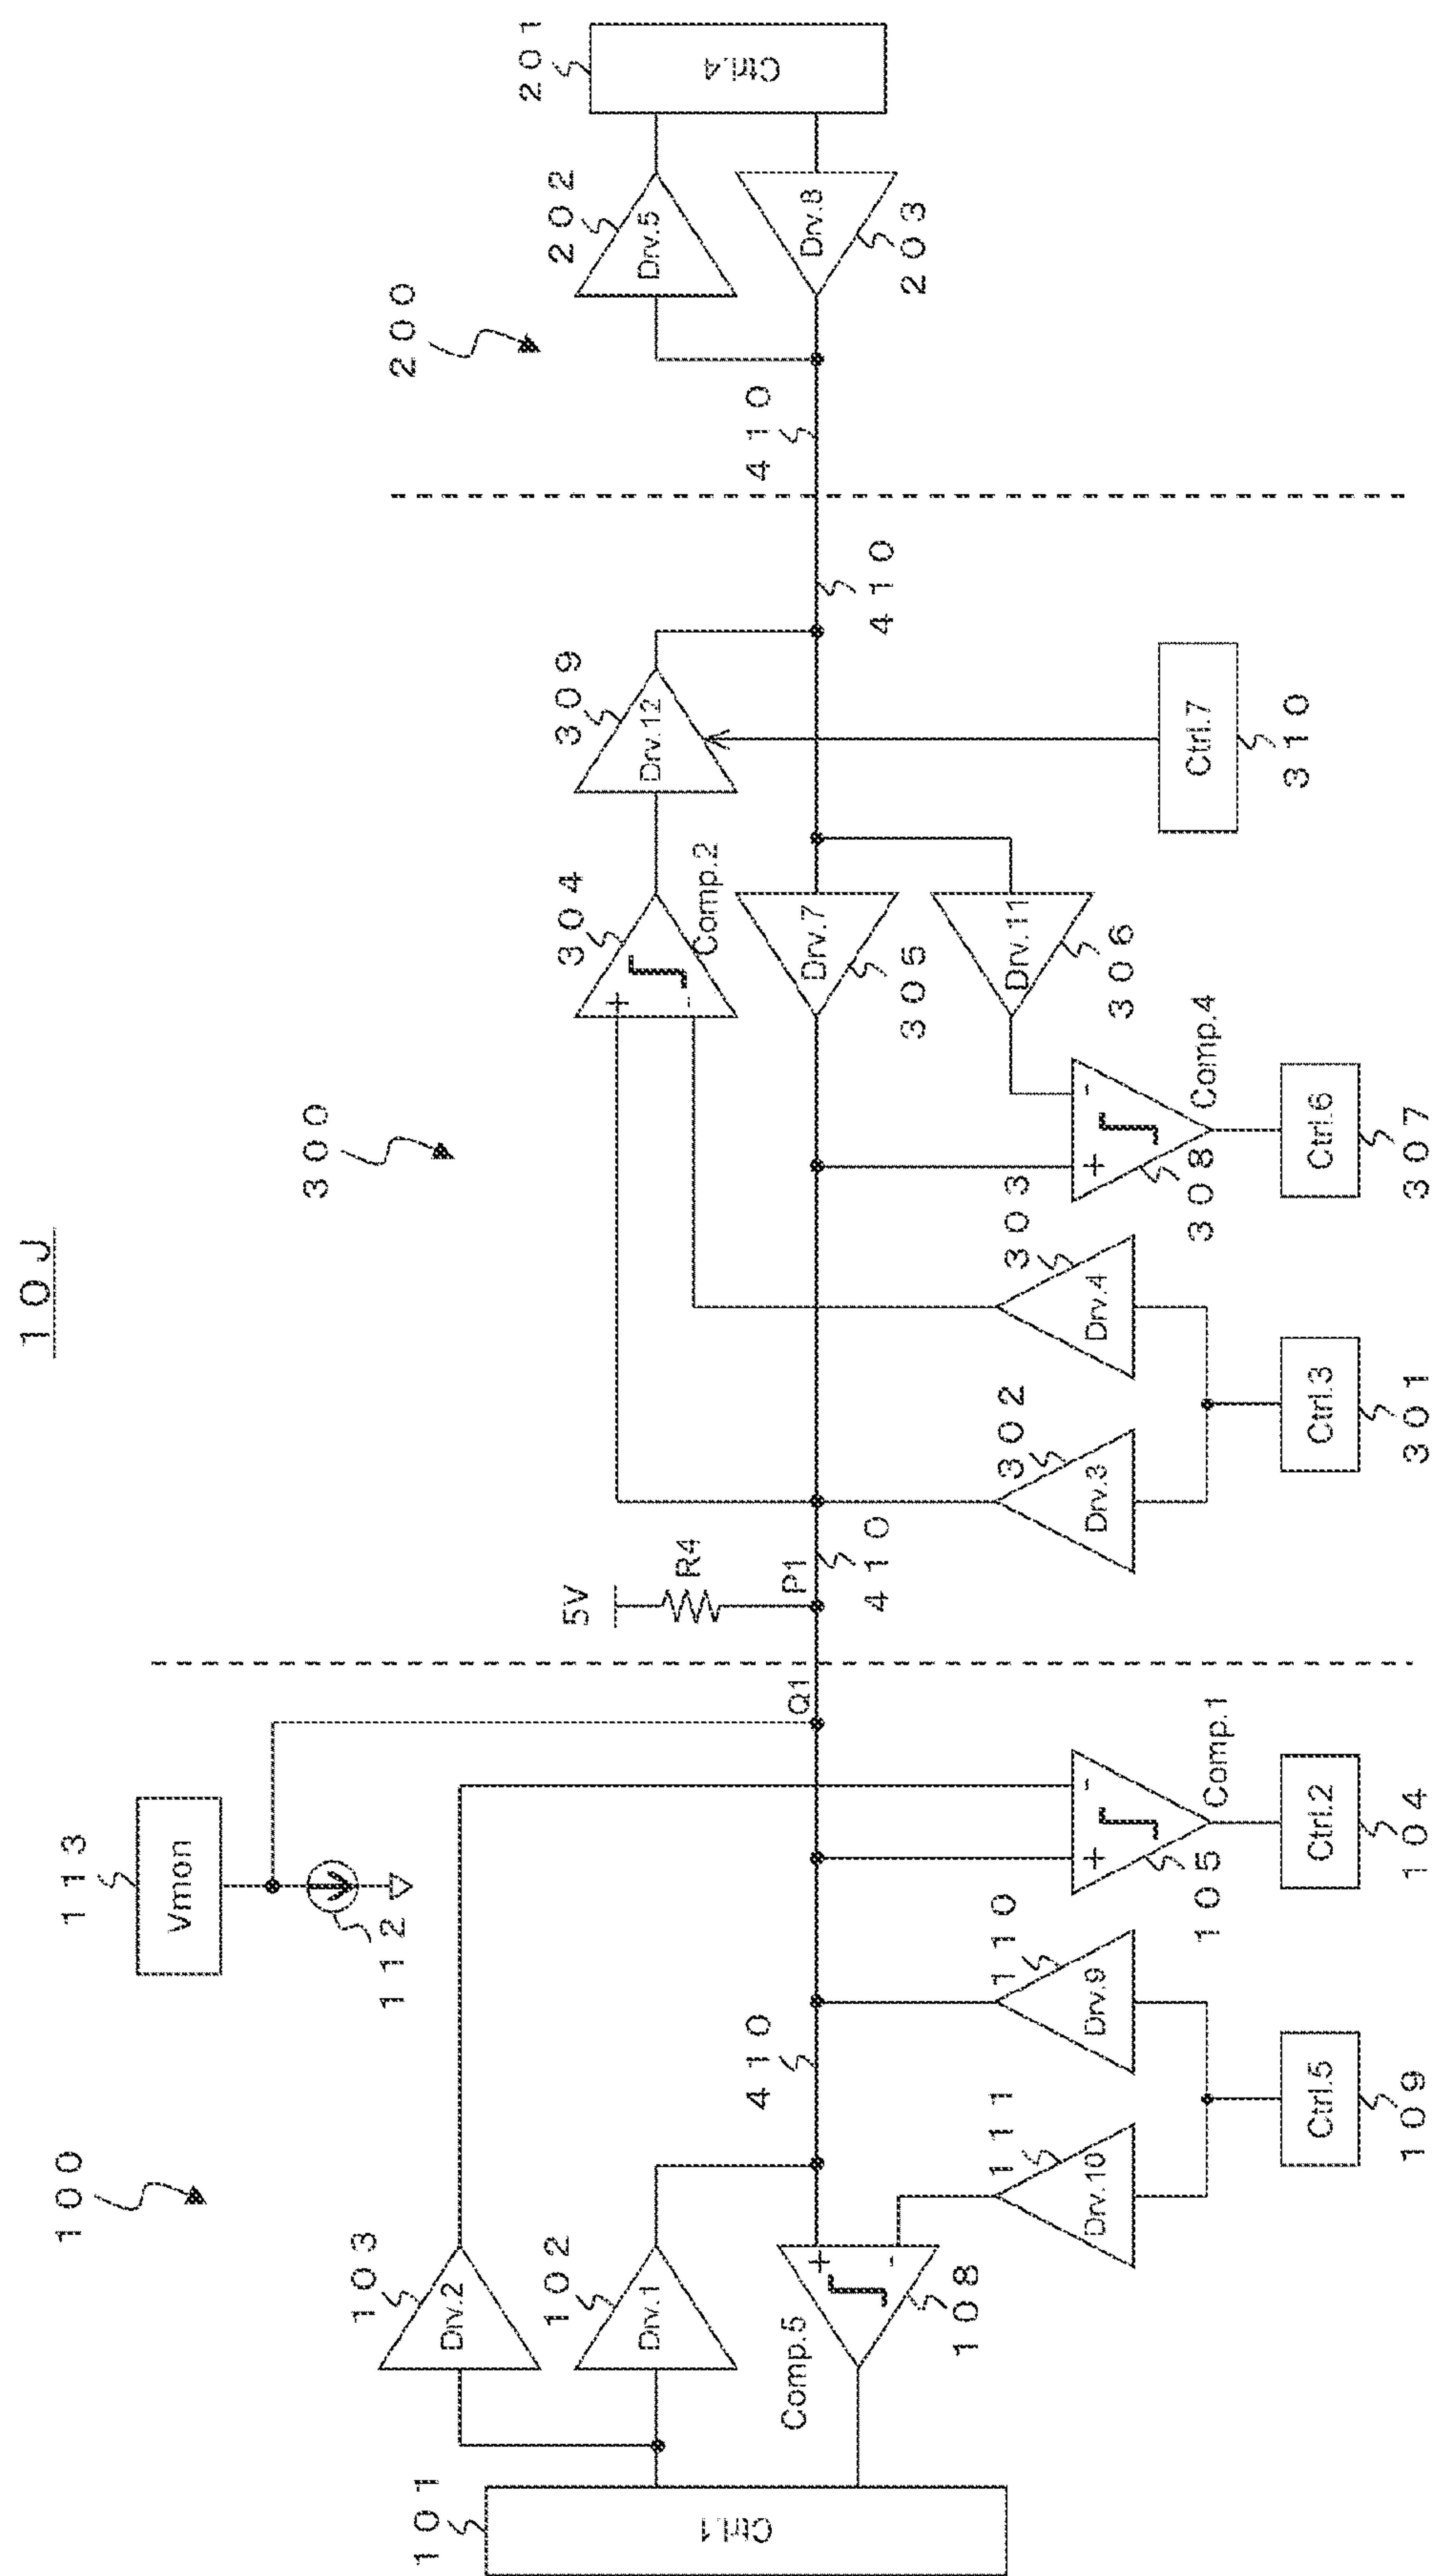 10J
100
300
200
113
Vmon
112
103
Drv.2
102
Drv.1
101
Ctrl.1
Comp.5
108
410
Q1
5V
R4
P1
410
304
Comp.2
309
Drv.12
410
410
202
Drv.5
201
Ctrl.4
Drv.8
203
Drv.7
305
Drv.11
306
111
Drv.10
110
Drv.9
Ctrl.5
109
105
Comp.1
Ctrl.2
104
302
Drv.3
303
Drv.4
Ctrl.3
301
308
Comp.4
Ctrl.6
307
Ctrl.7
310
+
-
+
-
+
-
+
-